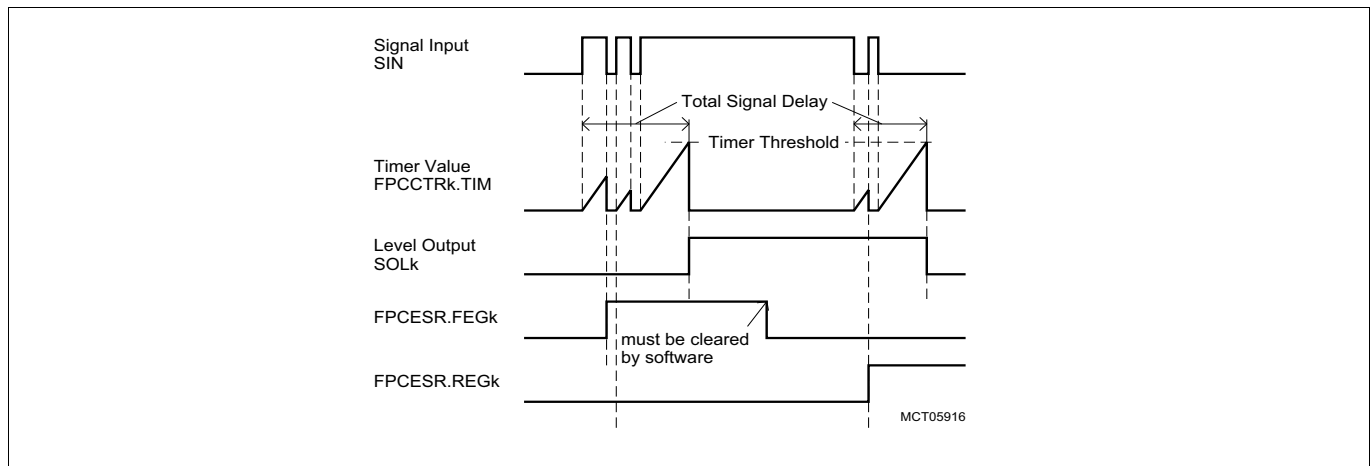 Signal Input
SIN
Total Signal Delay
Timer Threshold
Timer Value
FPCCTRk.TIM
Level Output
SOLk
FPCESR.FEGk
must be cleared
by software
FPCESR.REGk
MCT05916